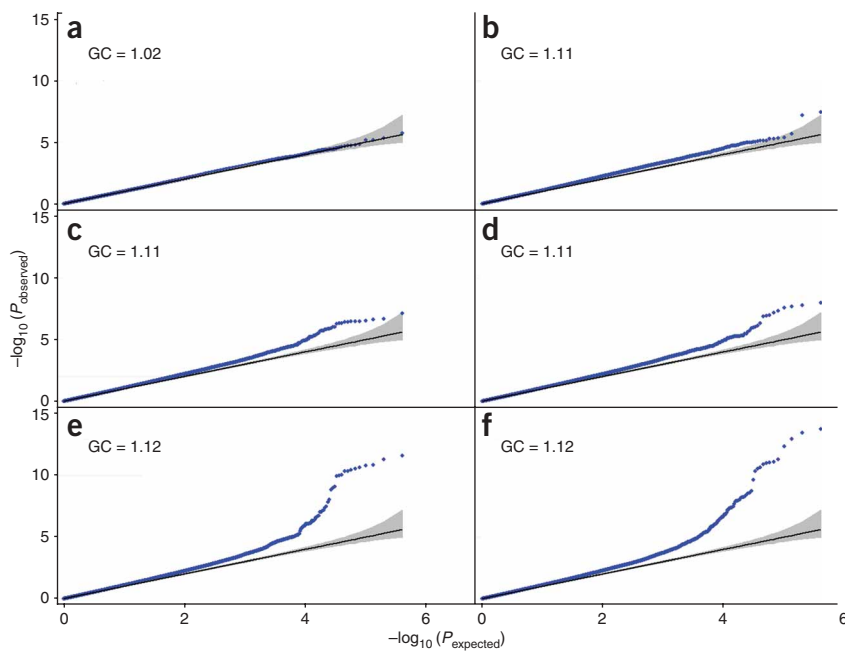 a
GC = 1.02
b
GC = 1.11
15
10
5
0
c
GC = 1.11
d
GC = 1.11
15
10
5
0
e
GC = 1.12
f
GC = 1.12
15
10
5
0
0 2 4 6 0 2 4 6
–log10 (Pobserved)
–log10 (Pexpected)